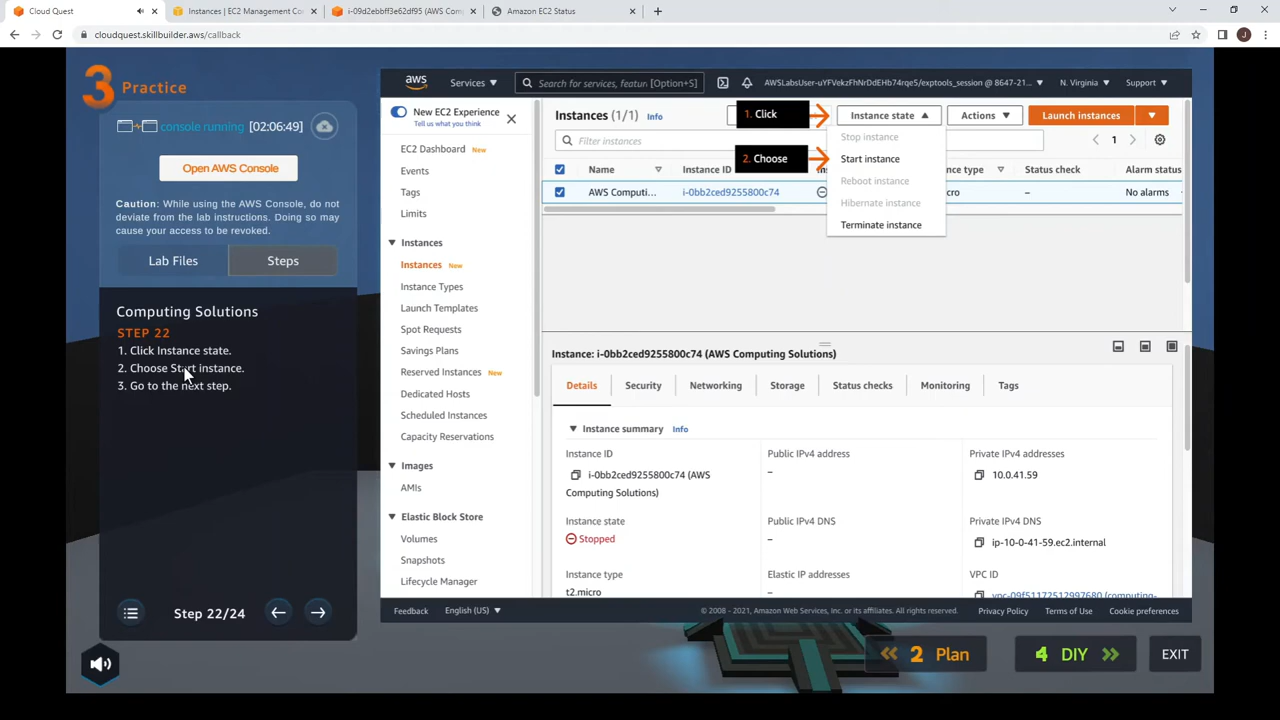 Cloud Quest
Instances | EC2 Management Co
i-09d2ebbff3e62df95 (AWS Com
Amazon EC2 Status
cloudquest.skillbuilder.aws/callback
J
3 Practice
console running [02:06:49]
Open AWS Console
Caution: While using the AWS Console, do not
deviate from the lab instructions. Doing so may
cause your access to be revoked.
Lab Files
Steps
Computing Solutions
STEP 22
1. Click Instance state.
2. Choose Start instance.
3. Go to the next step.
Step 22/24
aws
Services
Search for services, featur [Option+S]
AWSLabsUser-uYFVekzFhNrDdEHb74rqe5/exptools_session @ 8647-21...
N. Virginia
Support
New EC2 Experience
Tell us what you think
EC2 Dashboard New
Events
Tags
Limits
Instances
Instances New
Instance Types
Launch Templates
Spot Requests
Savings Plans
Reserved Instances New
Dedicated Hosts
Scheduled Instances
Capacity Reservations
Images
AMIs
Elastic Block Store
Volumes
Snapshots
Lifecycle Manager
Instances (1/1) Info
1. Click
Instance state
Actions
Launch instances
Filter instances
1
2. Choose
Stop instance
Start instance
Reboot instance
Hibernate instance
Terminate instance
Name
Instance ID
Status check
Alarm status
AWS Computi...
i-0bb2ced9255800c74
–
No alarms
Instance: i-0bb2ced9255800c74 (AWS Computing Solutions)
Details
Security
Networking
Storage
Status checks
Monitoring
Tags
Instance summary Info
Instance ID
i-0bb2ced9255800c74 (AWS
Computing Solutions)
Public IPv4 address
–
Private IPv4 addresses
10.0.41.59
Instance state
Stopped
Public IPv4 DNS
–
Private IPv4 DNS
ip-10-0-41-59.ec2.internal
Instance type
t2.micro
Elastic IP addresses
–
VPC ID
vpc-09f51172512997680 (computing-
Feedback
English (US)
© 2008 - 2021, Amazon Web Services, Inc. or its affiliates. All rights reserved.
Privacy Policy
Terms of Use
Cookie preferences
2 Plan
4 DIY
EXIT